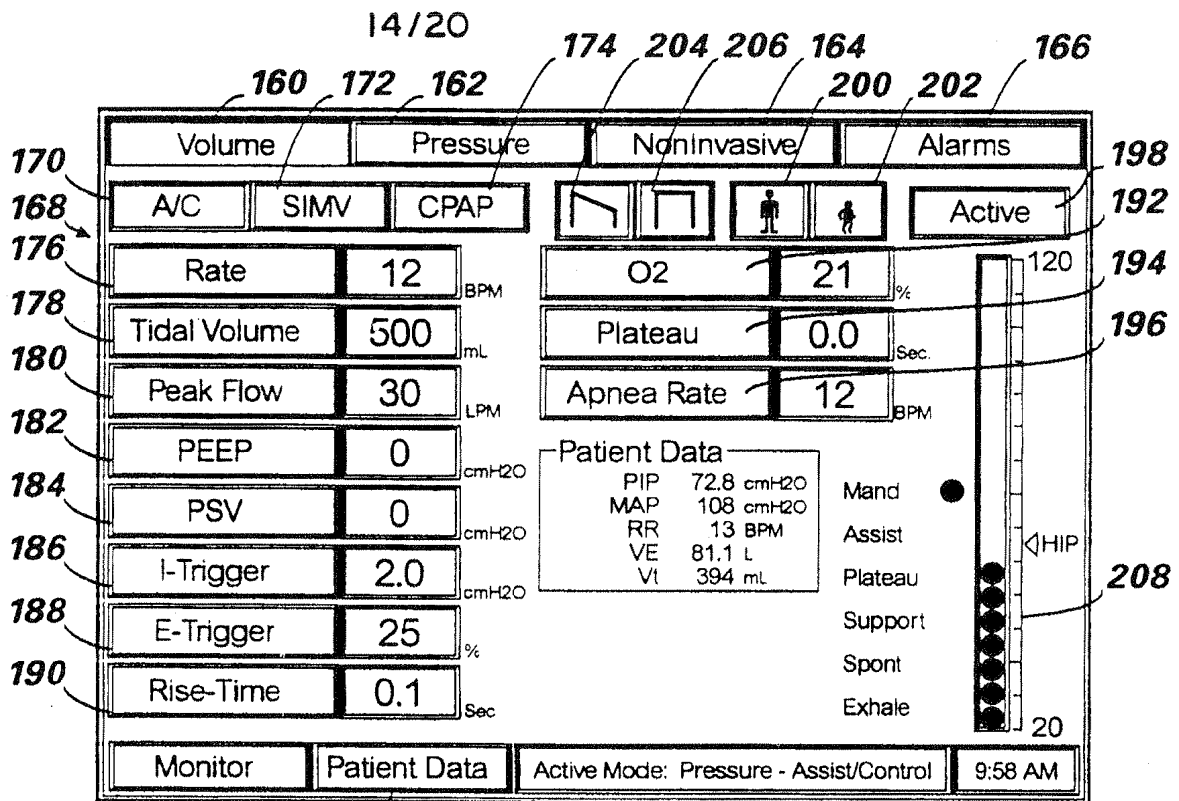 14/20
160 172 162 174 204 206 164 200 202 166
Volume Pressure NonInvasive Alarms
170 A/C SIMV CPAP Active 198
168 192
176 Rate 12 BPM O2 21 % 120
178 Tidal Volume 500 mL Plateau 0.0 Sec. 194
180 Peak Flow 30 LPM Apnea Rate 12 BPM 196
182 PEEP 0 cmH2O
184 PSV 0 cmH2O
186 I-Trigger 2.0 cmH2O
188 E-Trigger 25 %
190 Rise-Time 0.1 Sec
Patient Data
PIP 72.8 cmH2O
MAP 108 cmH2O
RR 13 BPM
VE 81.1 L
Vt 394 mL
Mand
Assist
HIP
Plateau
208
Support
Spont
Exhale
20
Monitor Patient Data Active Mode: Pressure - Assist/Control 9:58 AM